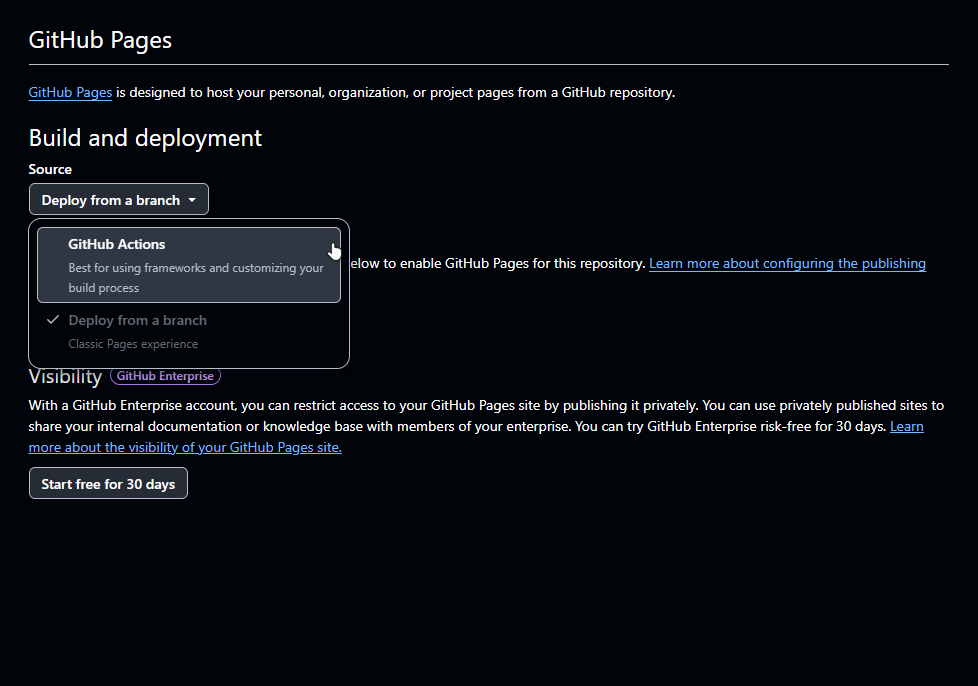 GitHub Pages
GitHub Pages is designed to host your personal, organization, or project pages from a GitHub repository.
Build and deployment
Source
Deploy from a branch
GitHub Actions
Best for using frameworks and customizing your
build process
elow to enable GitHub Pages for this repository. Learn more about configuring the publishing
Deploy from a branch
Classic Pages experience
Visibility GitHub Enterprise
With a GitHub Enterprise account, you can restrict access to your GitHub Pages site by publishing it privately. You can use privately published sites to
share your internal documentation or knowledge base with members of your enterprise. You can try GitHub Enterprise risk-free for 30 days. Learn
more about the visibility of your GitHub Pages site.
Start free for 30 days